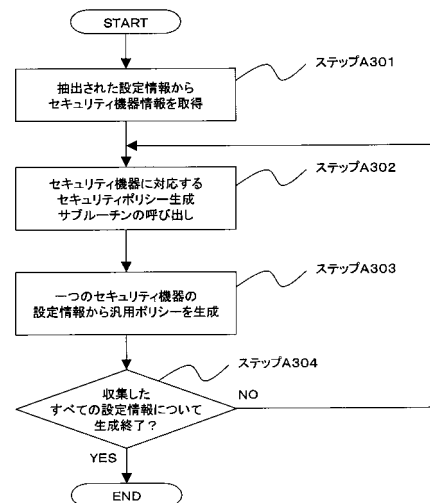 START
抽出された設定情報から
セキュリティ機器情報を取得
ステップA301
セキュリティ機器に対応する
セキュリティポリシー生成
サブルーチンの呼び出し
ステップA302
一つのセキュリティ機器の
設定情報から汎用ポリシーを生成
ステップA303
ステップA304
収集した
すべての設定情報について
生成終了?
NO
YES
END